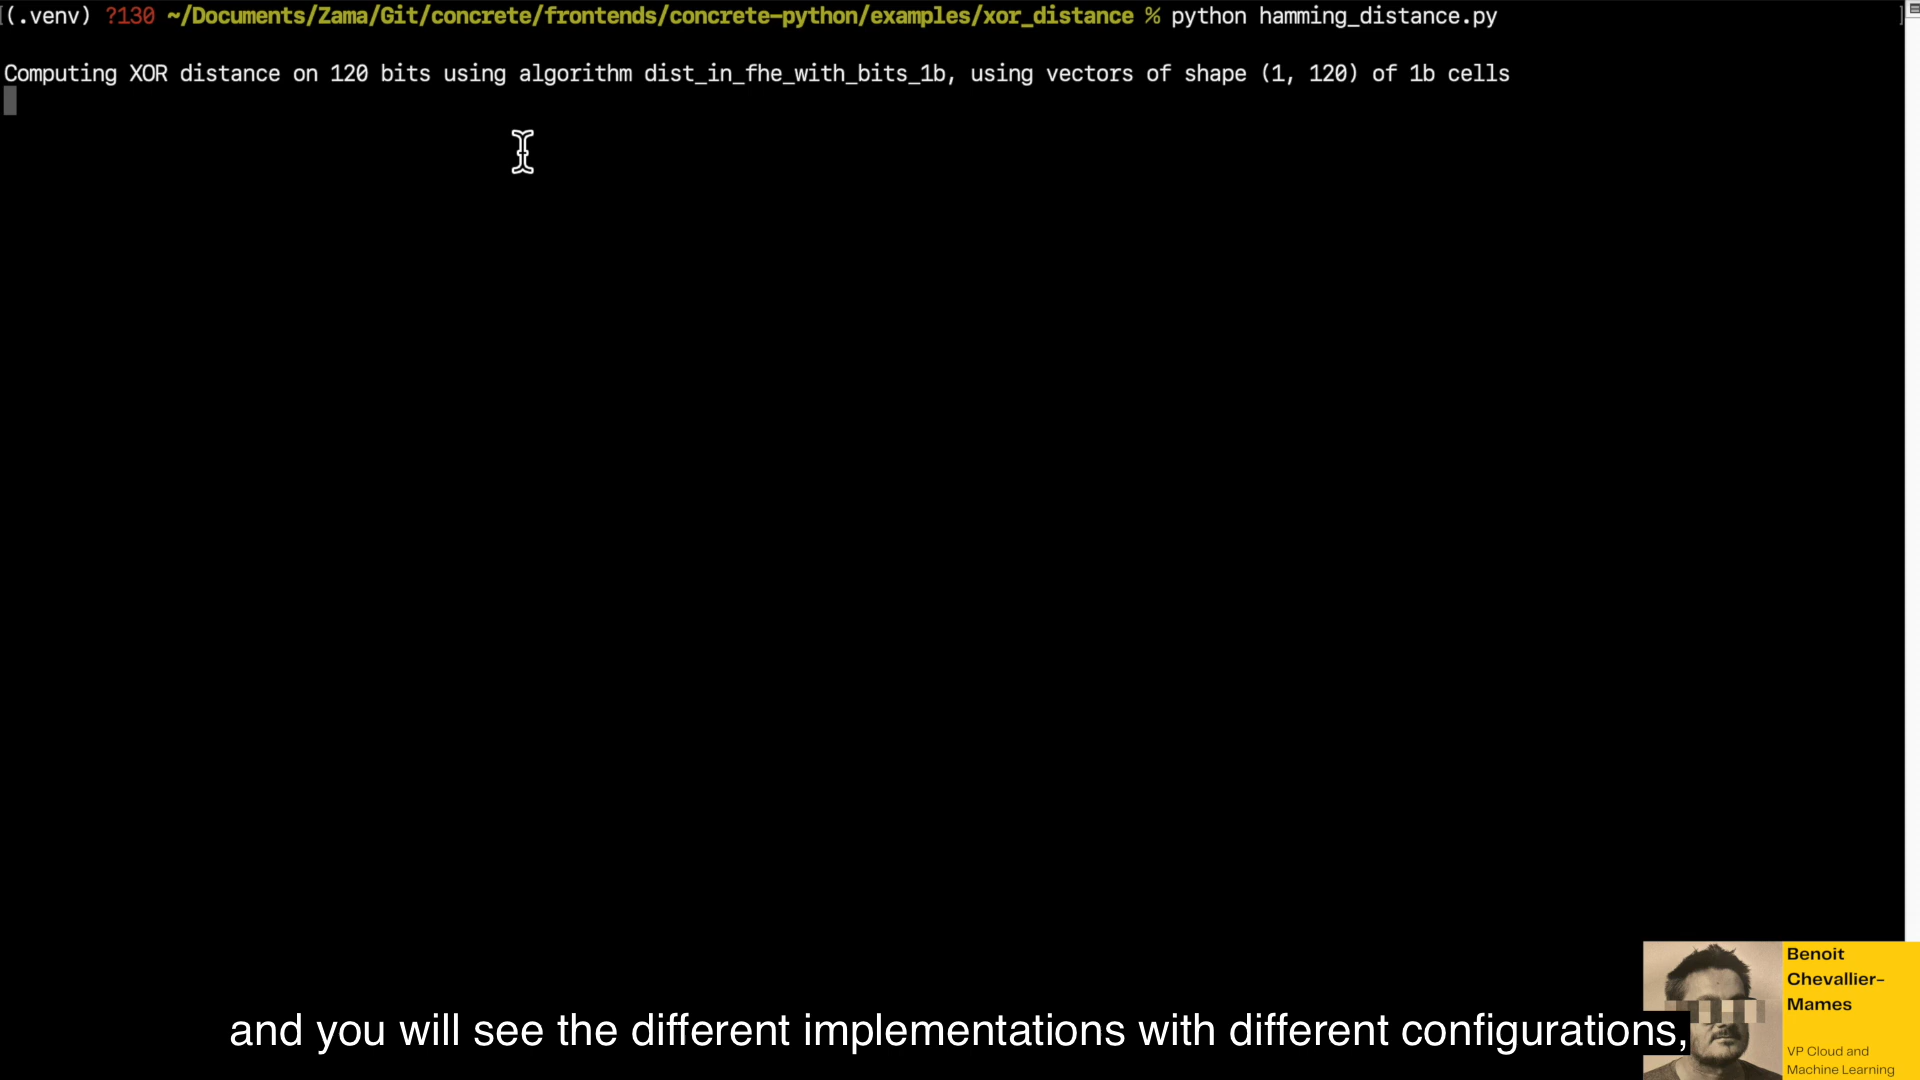 (.venv) ?130 ~/Documents/Zama/Git/concrete/frontends/concrete-python/examples/xor_distance % python hamming_distance.py
Computing XOR distance on 120 bits using algorithm dist_in_fhe_with_bits_1b, using vectors of shape (1, 120) of 1b cells
Benoit
Chevallier-
Mames
VP Cloud and
Machine Learning
and you will see the different implementations with different configurations,